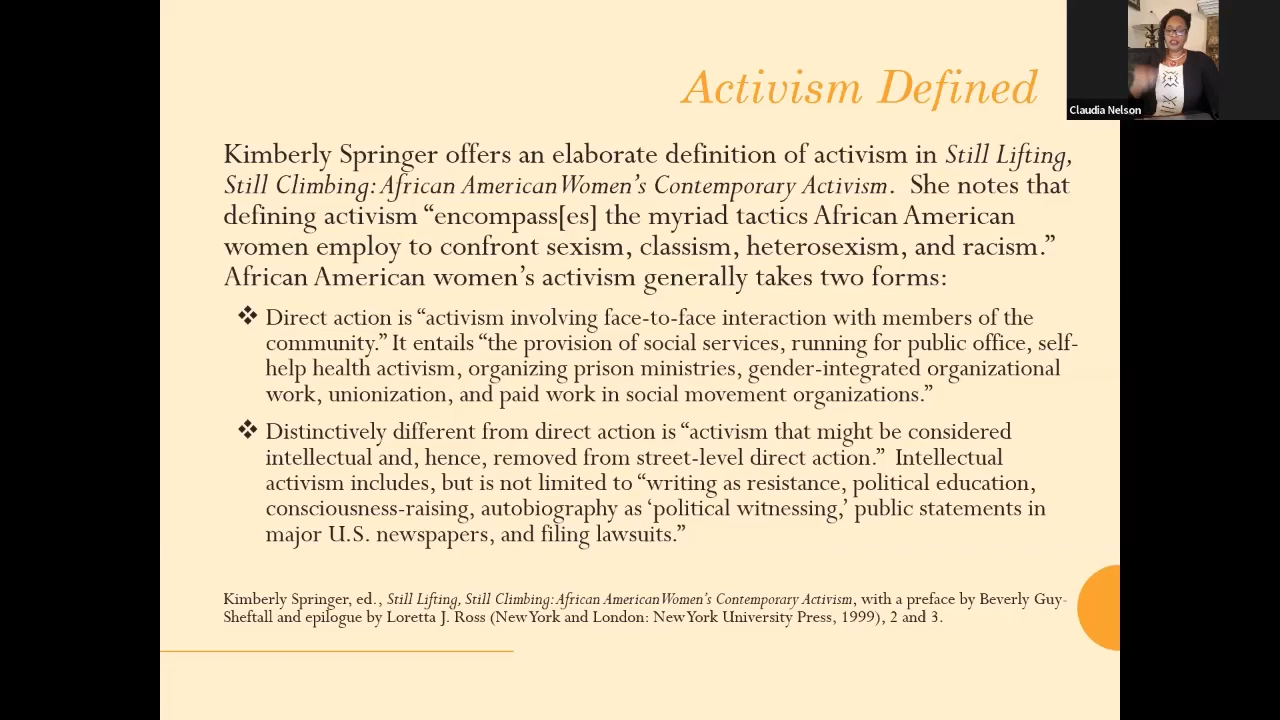 Activism Defined
Claudia Nelson
Kimberly Springer offers an elaborate definition of activism in Still Lifting,
Still Climbing: African American Women’s Contemporary Activism. She notes that
defining activism “encompass[es] the myriad tactics African American
women employ to confront sexism, classism, heterosexism, and racism.”
African American women’s activism generally takes two forms:
❖ Direct action is “activism involving face-to-face interaction with members of the
community.” It entails “the provision of social services, running for public office, self-
help health activism, organizing prison ministries, gender-integrated organizational
work, unionization, and paid work in social movement organizations.”
❖ Distinctively different from direct action is “activism that might be considered
intellectual and, hence, removed from street-level direct action.” Intellectual
activism includes, but is not limited to “writing as resistance, political education,
consciousness-raising, autobiography as ‘political witnessing,’ public statements in
major U.S. newspapers, and filing lawsuits.”
Kimberly Springer, ed., Still Lifting, Still Climbing: African American Women’s Contemporary Activism, with a preface by Beverly Guy-
Sheftall and epilogue by Loretta J. Ross (New York and London: New York University Press, 1999), 2 and 3.